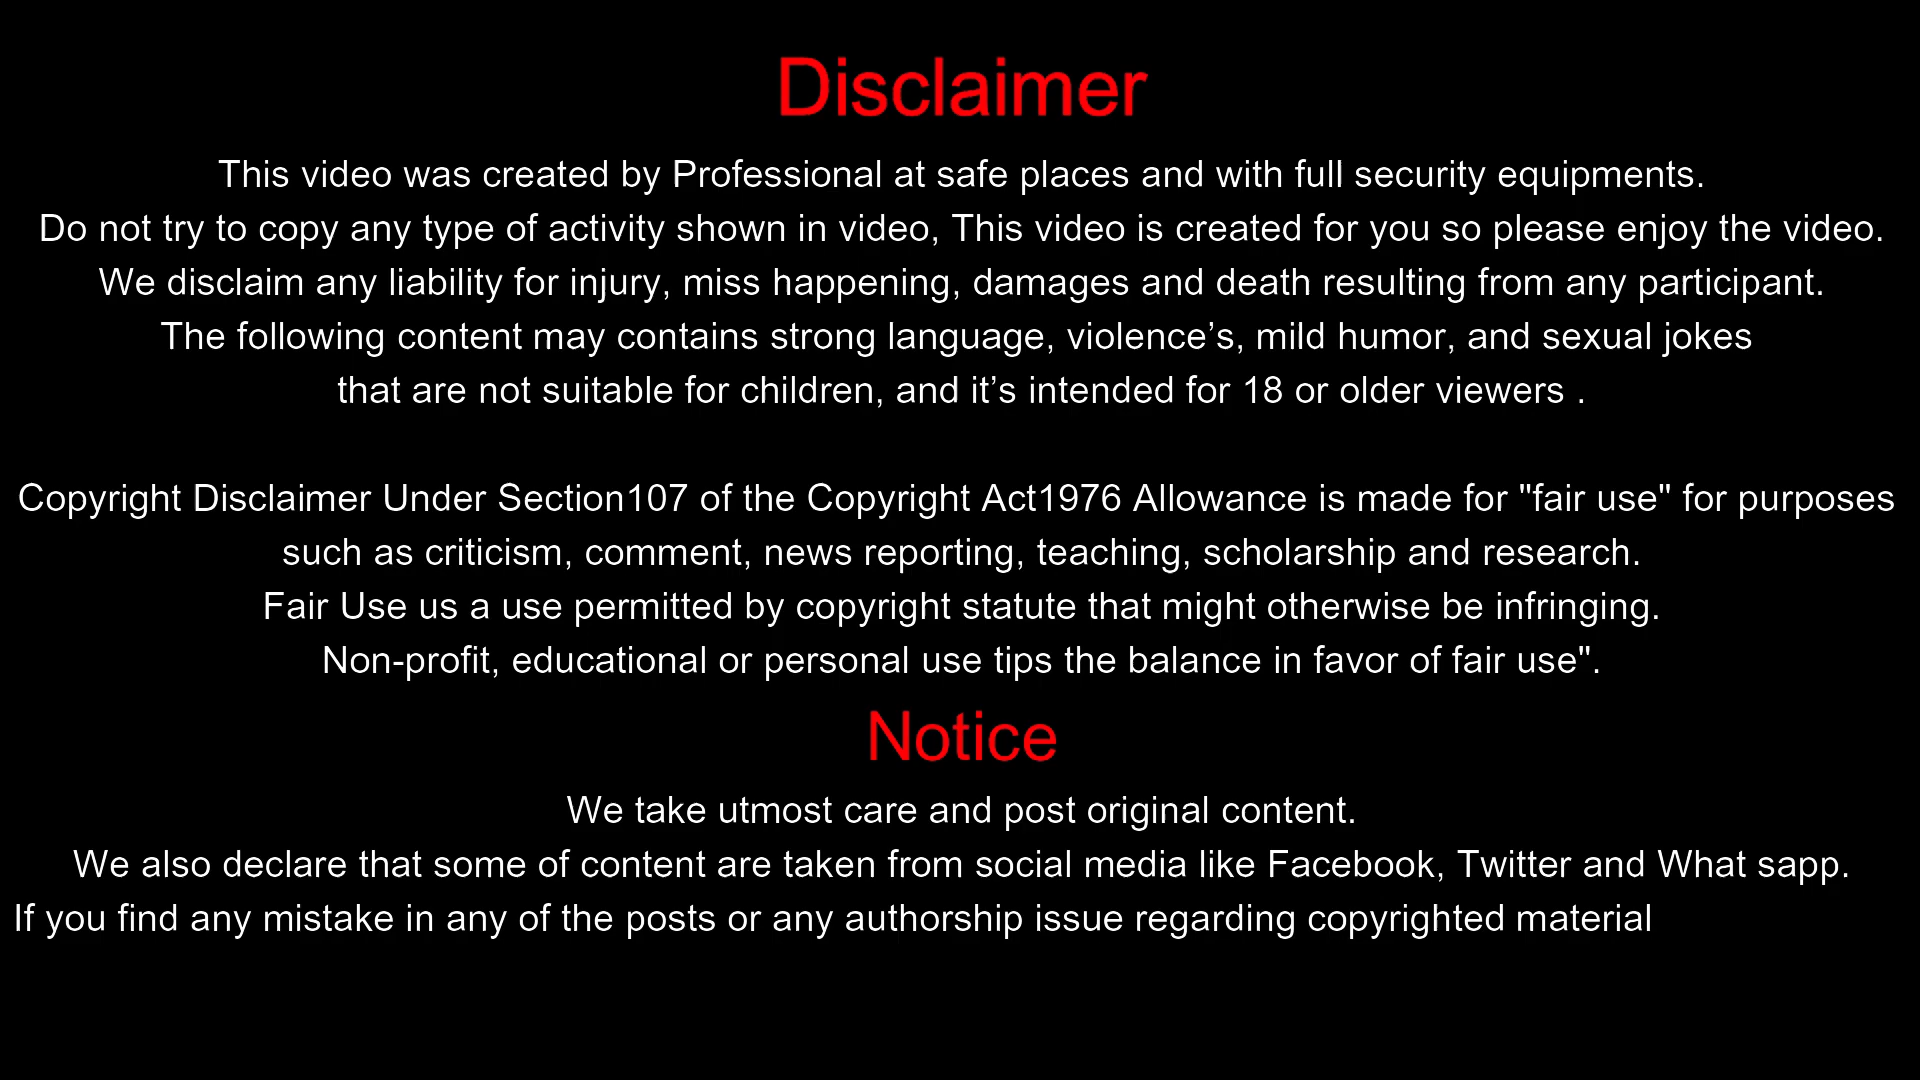 Disclaimer
This video was created by Professional at safe places and with full security equipments.
Do not try to copy any type of activity shown in video, This video is created for you so please enjoy the video.
We disclaim any liability for injury, miss happening, damages and death resulting from any participant.
The following content may contains strong language, violence’s, mild humor, and sexual jokes
that are not suitable for children, and it’s intended for 18 or older viewers .
Copyright Disclaimer Under Section107 of the Copyright Act1976 Allowance is made for "fair use" for purposes
such as criticism, comment, news reporting, teaching, scholarship and research.
Fair Use us a use permitted by copyright statute that might otherwise be infringing.
Non-profit, educational or personal use tips the balance in favor of fair use".
Notice
We take utmost care and post original content.
We also declare that some of content are taken from social media like Facebook, Twitter and What sapp.
If you find any mistake in any of the posts or any authorship issue regarding copyrighted material